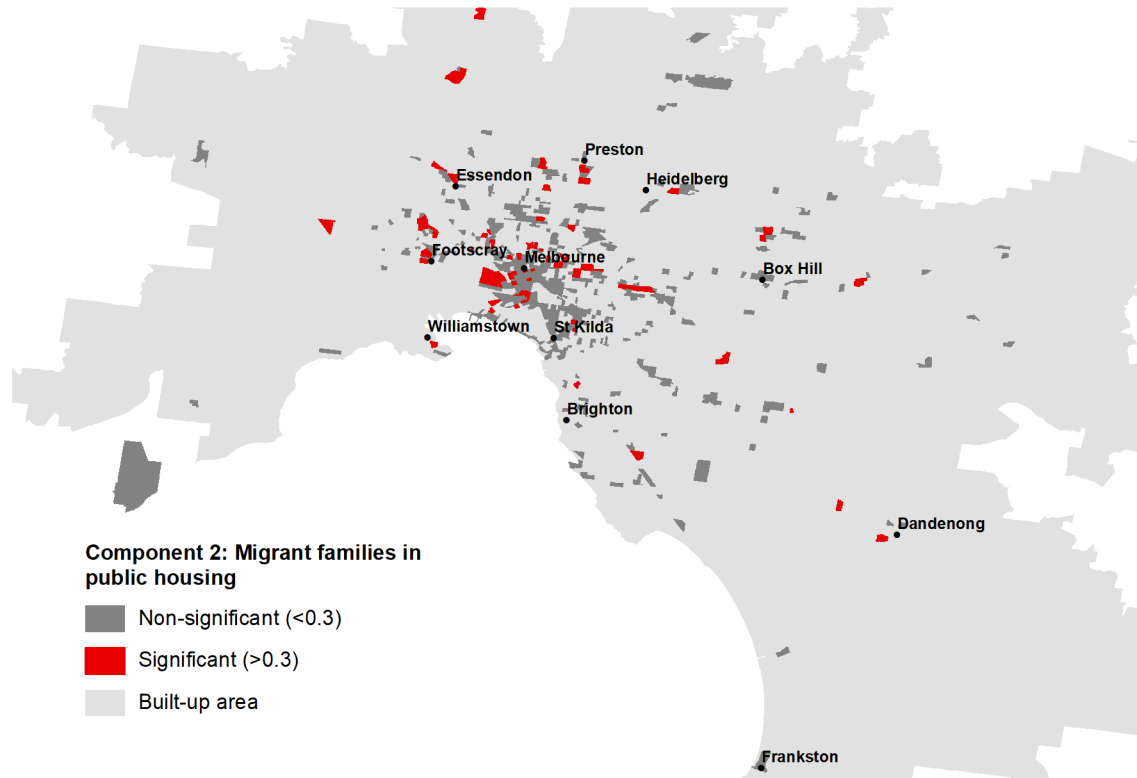 Preston
Essendon
Heidelberg
Footscray
Melbourne
Box Hill
Williamstown
St Kilda
Brighton
Dandenong
Component 2: Migrant families in
public housing
Non-significant (<0.3)
Significant (>0.3)
Built-up area
Frankston